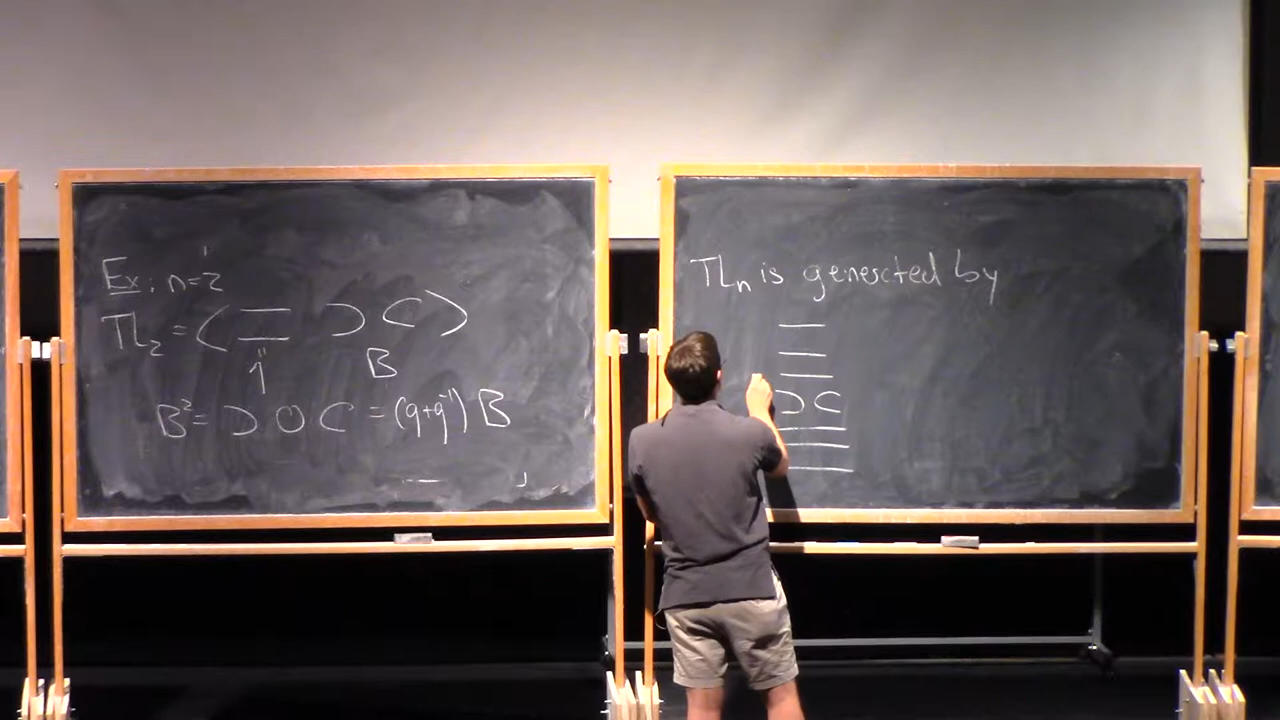 Ex: n=2
TL₂ = ⟨ = ⊃ ⊂ ⟩
" 1 B
B² = ⊃ O ⊂ = (q+q⁻¹) B
TLₙ is generated by